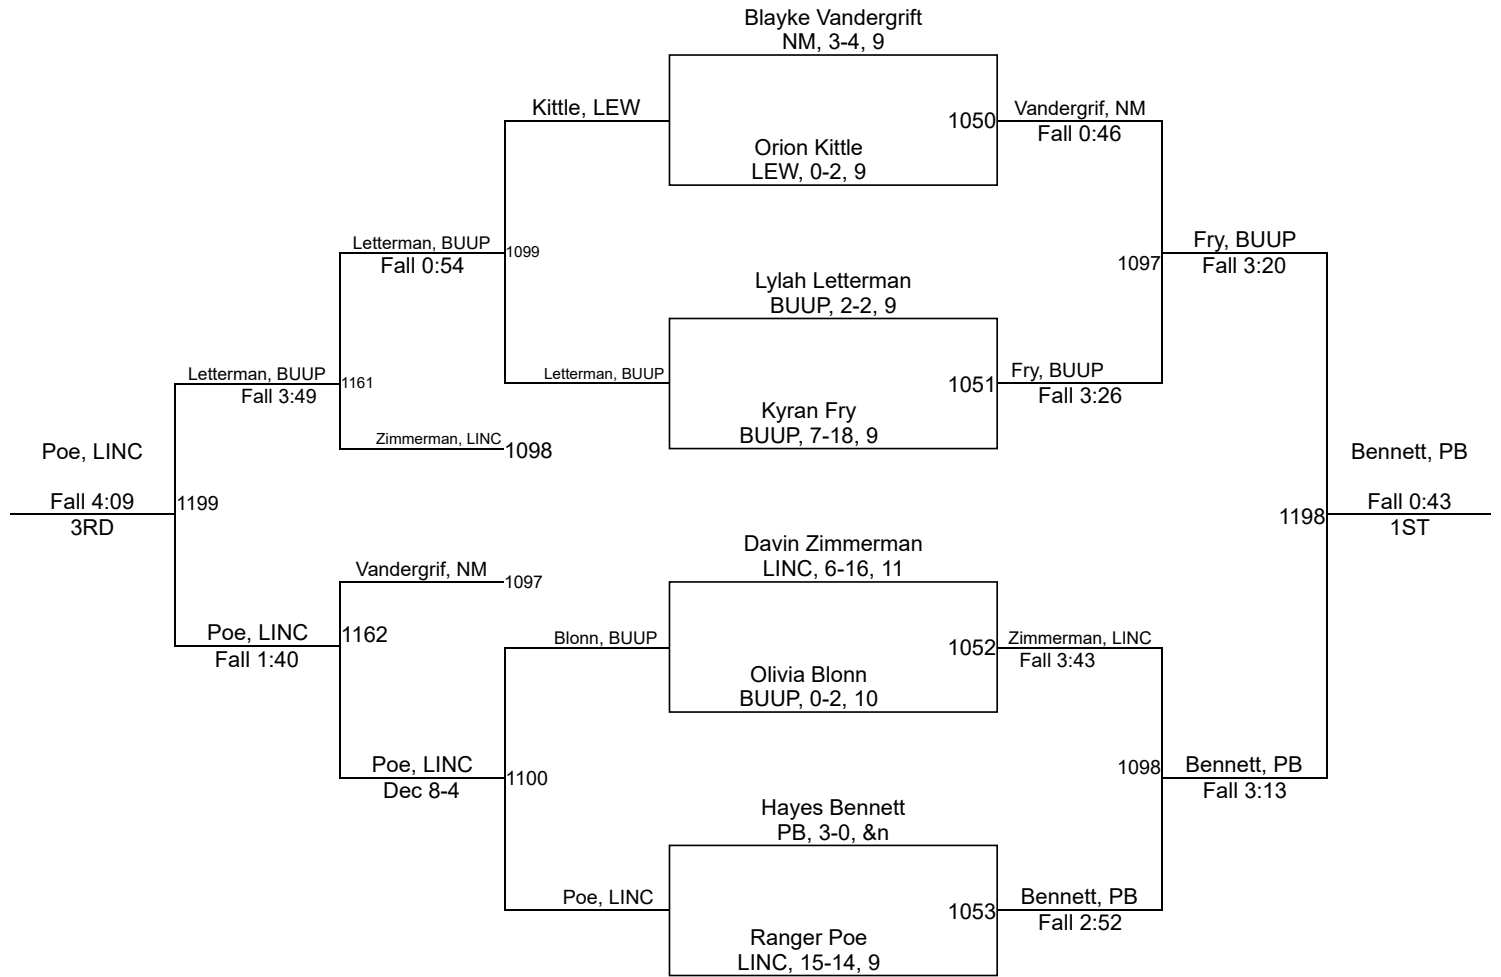 Blayke Vandergrift
NM, 3-4, 9
Kittle, LEW
1050
Vandergrif, NM
Fall 0:46
Orion Kittle
LEW, 0-2, 9
Letterman, BUUP
Fall 0:54
1099
1097
Fry, BUUP
Fall 3:20
Lylah Letterman
BUUP, 2-2, 9
Letterman, BUUP
Fall 3:49
1161
Letterman, BUUP
1051
Fry, BUUP
Fall 3:26
Kyran Fry
BUUP, 7-18, 9
Zimmerman, LINC
1098
Poe, LINC
Fall 4:09
3RD
1199
Bennett, PB
1198
Fall 0:43
1ST
Davin Zimmerman
LINC, 6-16, 11
Vandergrif, NM
1097
Poe, LINC
Fall 1:40
1162
Blonn, BUUP
1052
Zimmerman, LINC
Fall 3:43
Olivia Blonn
BUUP, 0-2, 10
Poe, LINC
Dec 8-4
1100
1098
Bennett, PB
Fall 3:13
Hayes Bennett
PB, 3-0, &n
Poe, LINC
1053
Bennett, PB
Fall 2:52
Ranger Poe
LINC, 15-14, 9